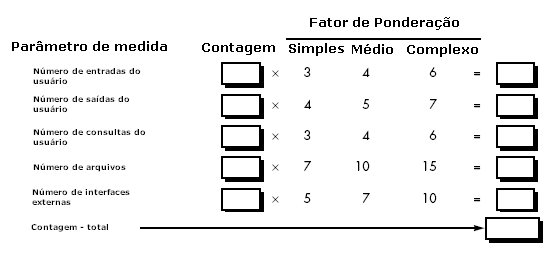 Fator de Ponderação
Parâmetro de medida Contagem Simples Médio Complexo
Número de entradas do
usuário × 3 4 6 =
Número de saídas do
usuário × 4 5 7 =
Número de consultas do
usuário × 3 4 6 =
Número de arquivos × 7 10 15 =
Número de interfaces
externas × 5 7 10 =
Contagem - total